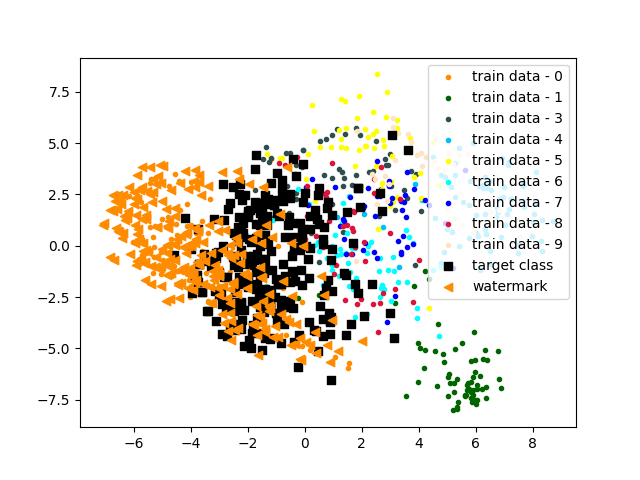 7.5
5.0
2.5
0.0
−2.5
−5.0
−7.5
−6
−4
−2
0
2
4
6
8
train data - 0
train data - 1
train data - 3
train data - 4
train data - 5
train data - 6
train data - 7
train data - 8
train data - 9
target class
watermark